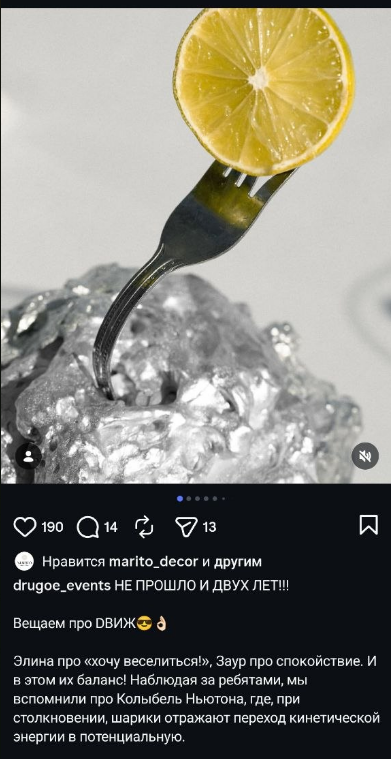 190 14 13
Нравится marito_decor и другим
drugoe_events НЕ ПРОШЛО И ДВУХ ЛЕТ!!!
Вещаем про DВИЖ😎👌🏻
Элина про «хочу веселиться!», Заур про спокойствие. И
в этом их баланс! Наблюдая за ребятами, мы
вспомнили про Колыбель Ньютона, где, при
столкновении, шарики отражают переход кинетической
энергии в потенциальную.